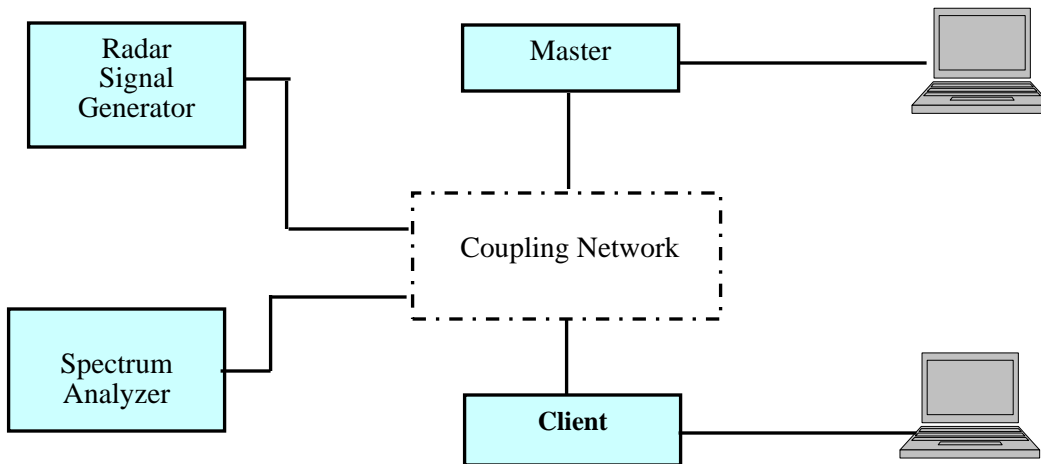 Radar
Signal
Generator
Master
Coupling Network
Spectrum
Analyzer
Client